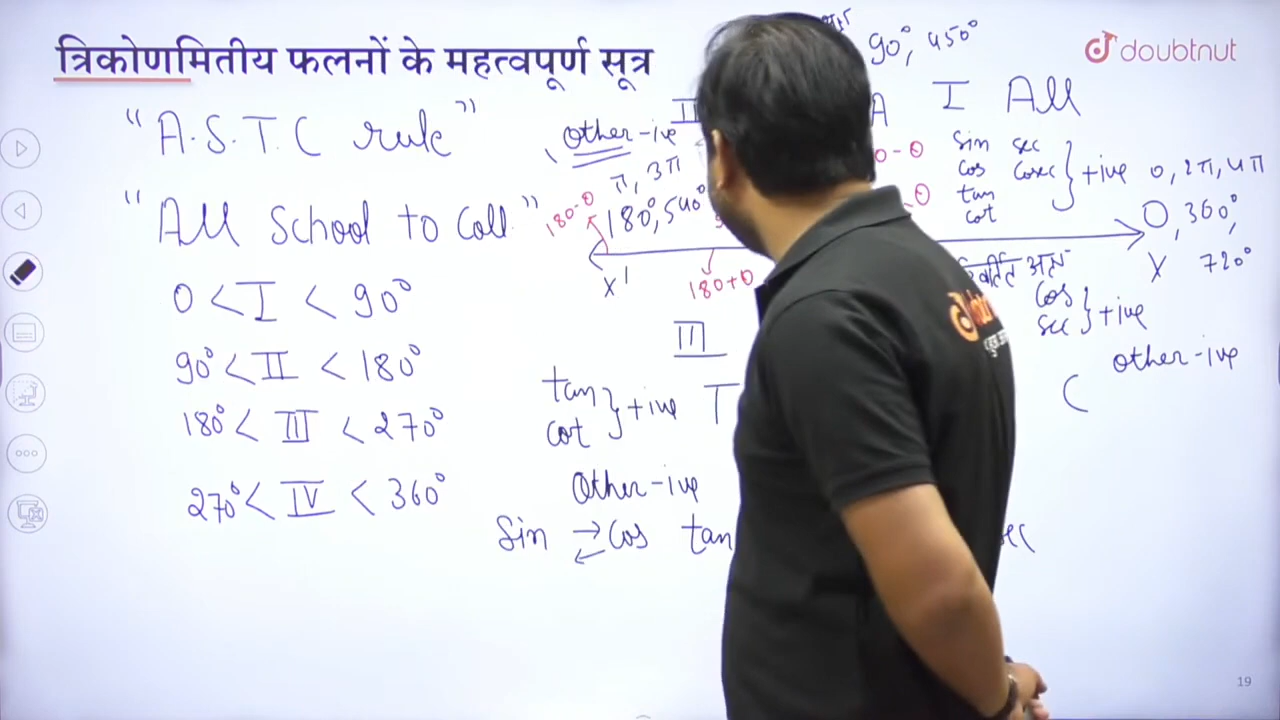 त्रिकोणमितीय फलनों के महत्वपूर्ण सूत्र
doubtnut
"A.S.T.C rule"
"All School to Coll"
0 < I < 90°
90° < II < 180°
180° < III < 270°
270° < IV < 360°
90°, 450°
II
A I All
other -ive
π, 3π
180°, 540°
180-θ
X'
180+θ
0-θ
θ
sin sec
cos cosec
tan
cot
+ive
0, 2π, 4π
0, 360°,
X 720°
cos
sec
+ive
other -ive
C
III
tan
cot
+ive T
Other -ive
Sin ⇄ Cos tan
sec
19